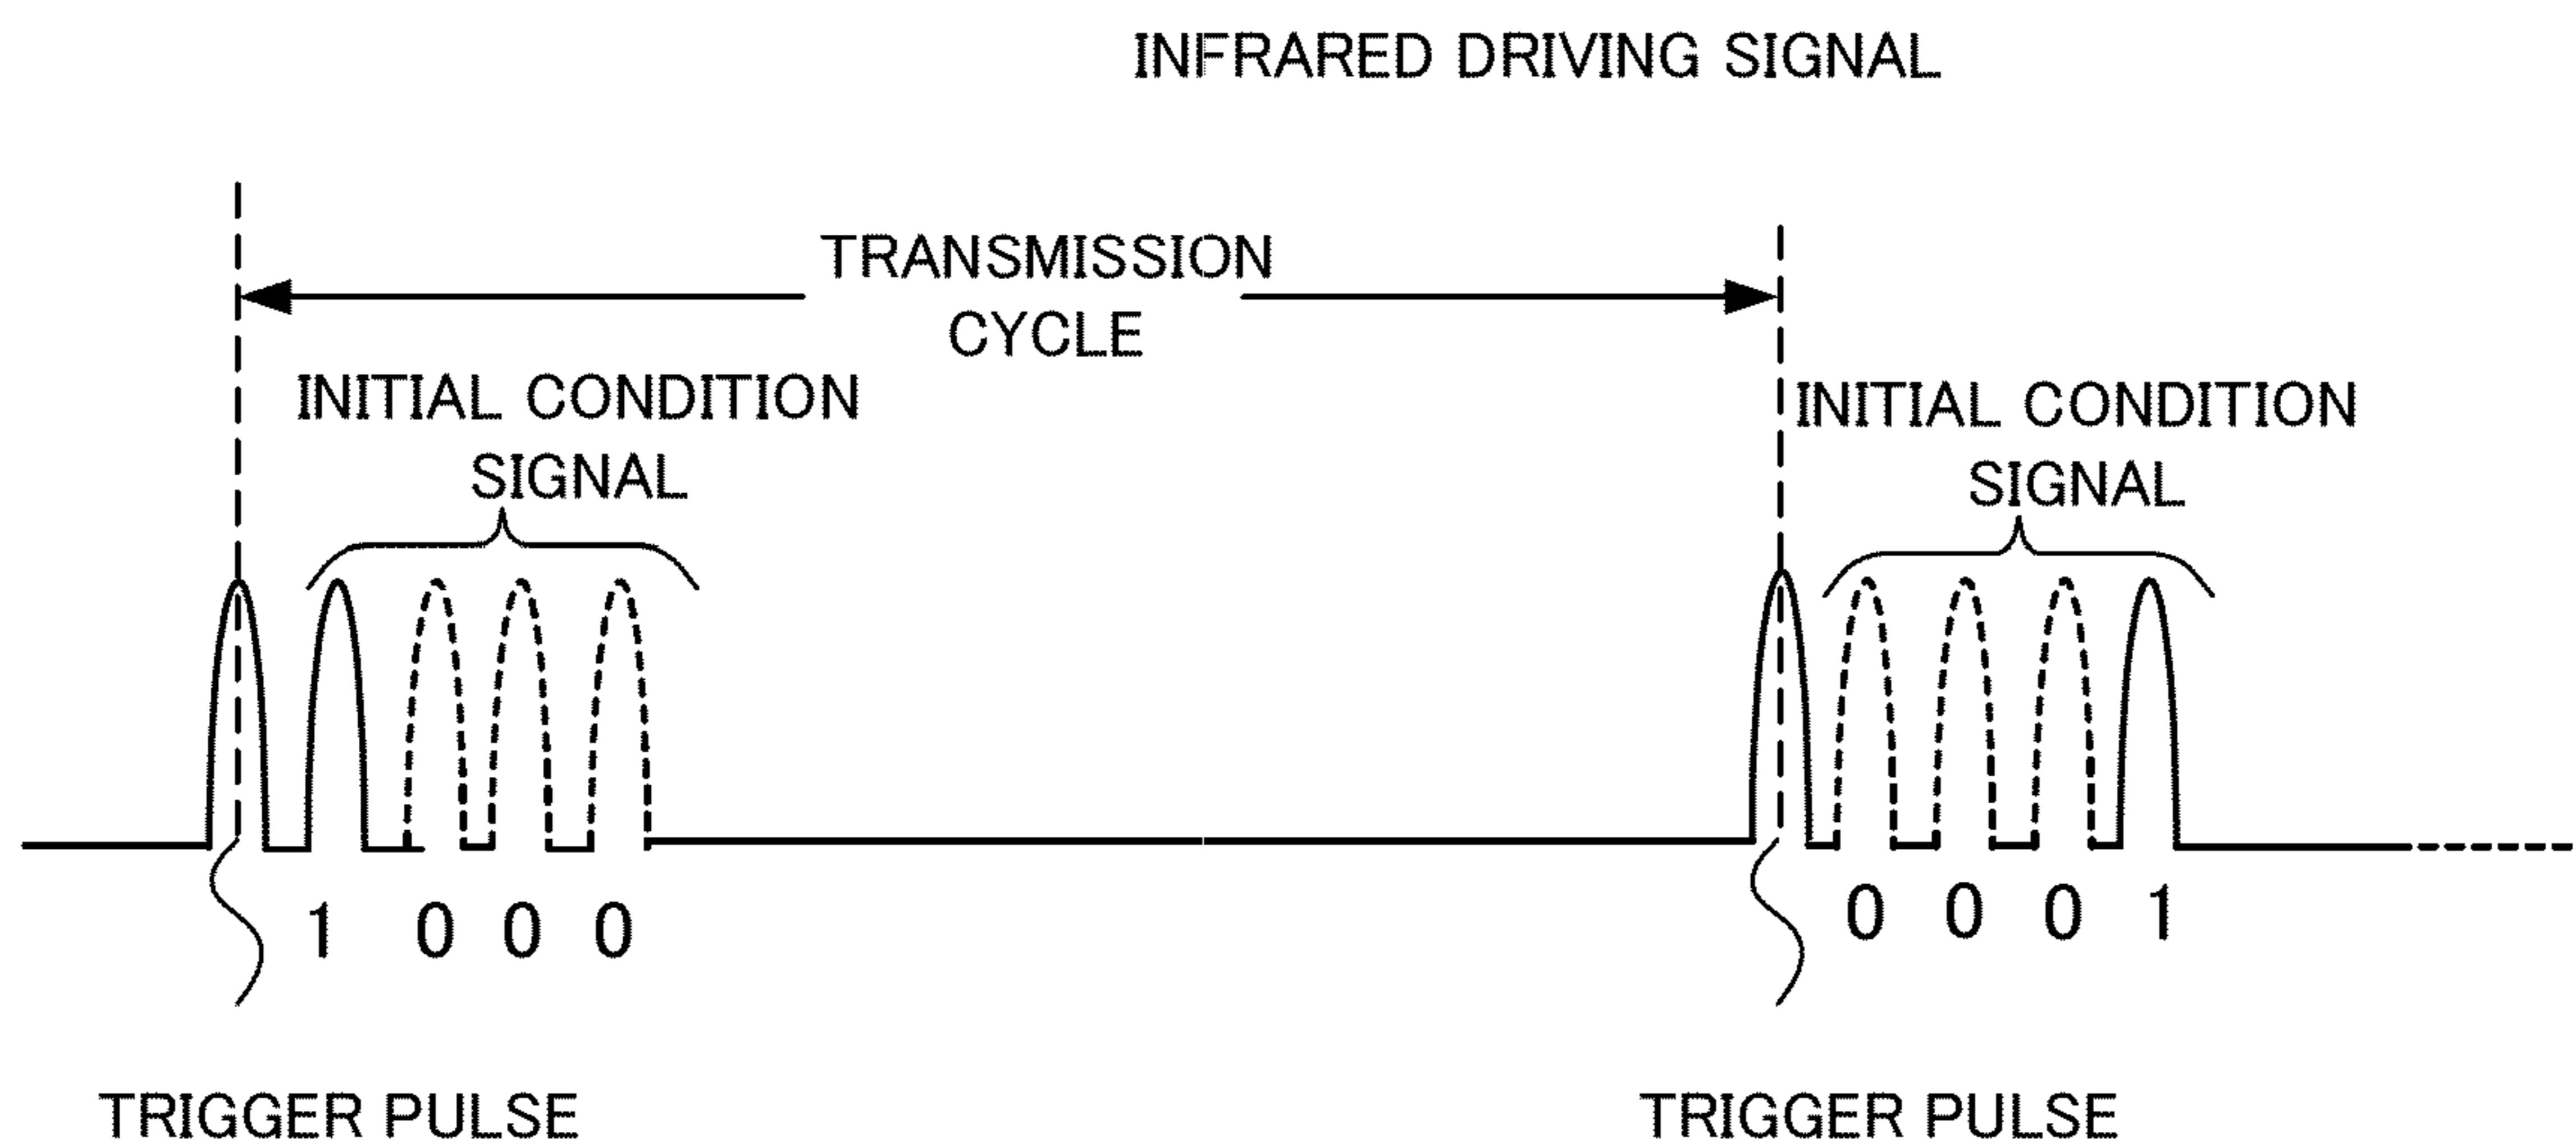 INFRARED DRIVING SIGNAL
TRANSMISSION
CYCLE
INITIAL CONDITION
SIGNAL
INITIAL CONDITION
SIGNAL
1 0 0 0
0 0 0 1
TRIGGER PULSE
TRIGGER PULSE